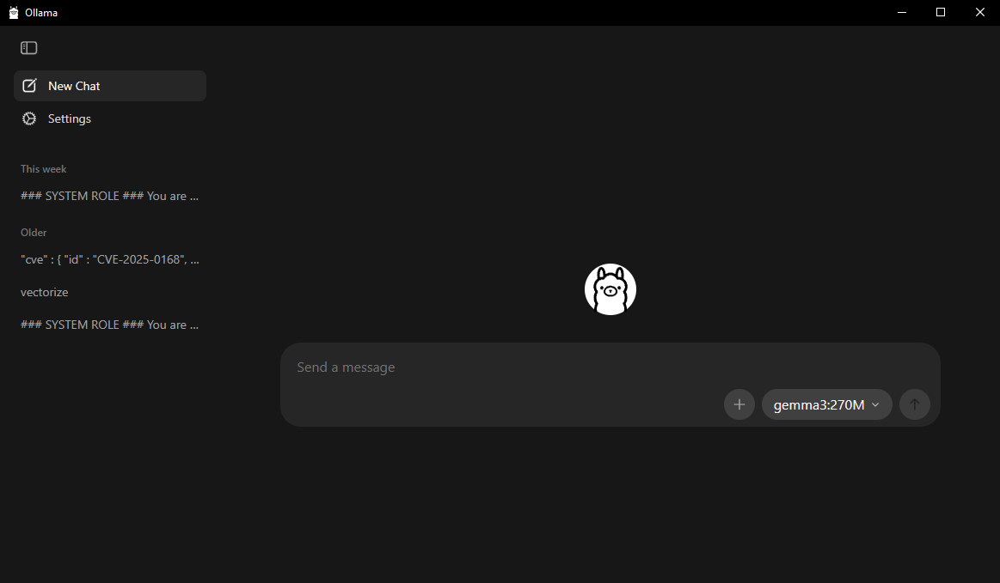 Ollama
New Chat
Settings
This week
### SYSTEM ROLE ### You are ...
Older
"cve" : { "id" : "CVE-2025-0168", ...
vectorize
### SYSTEM ROLE ### You are ...
Send a message
gemma3:270M